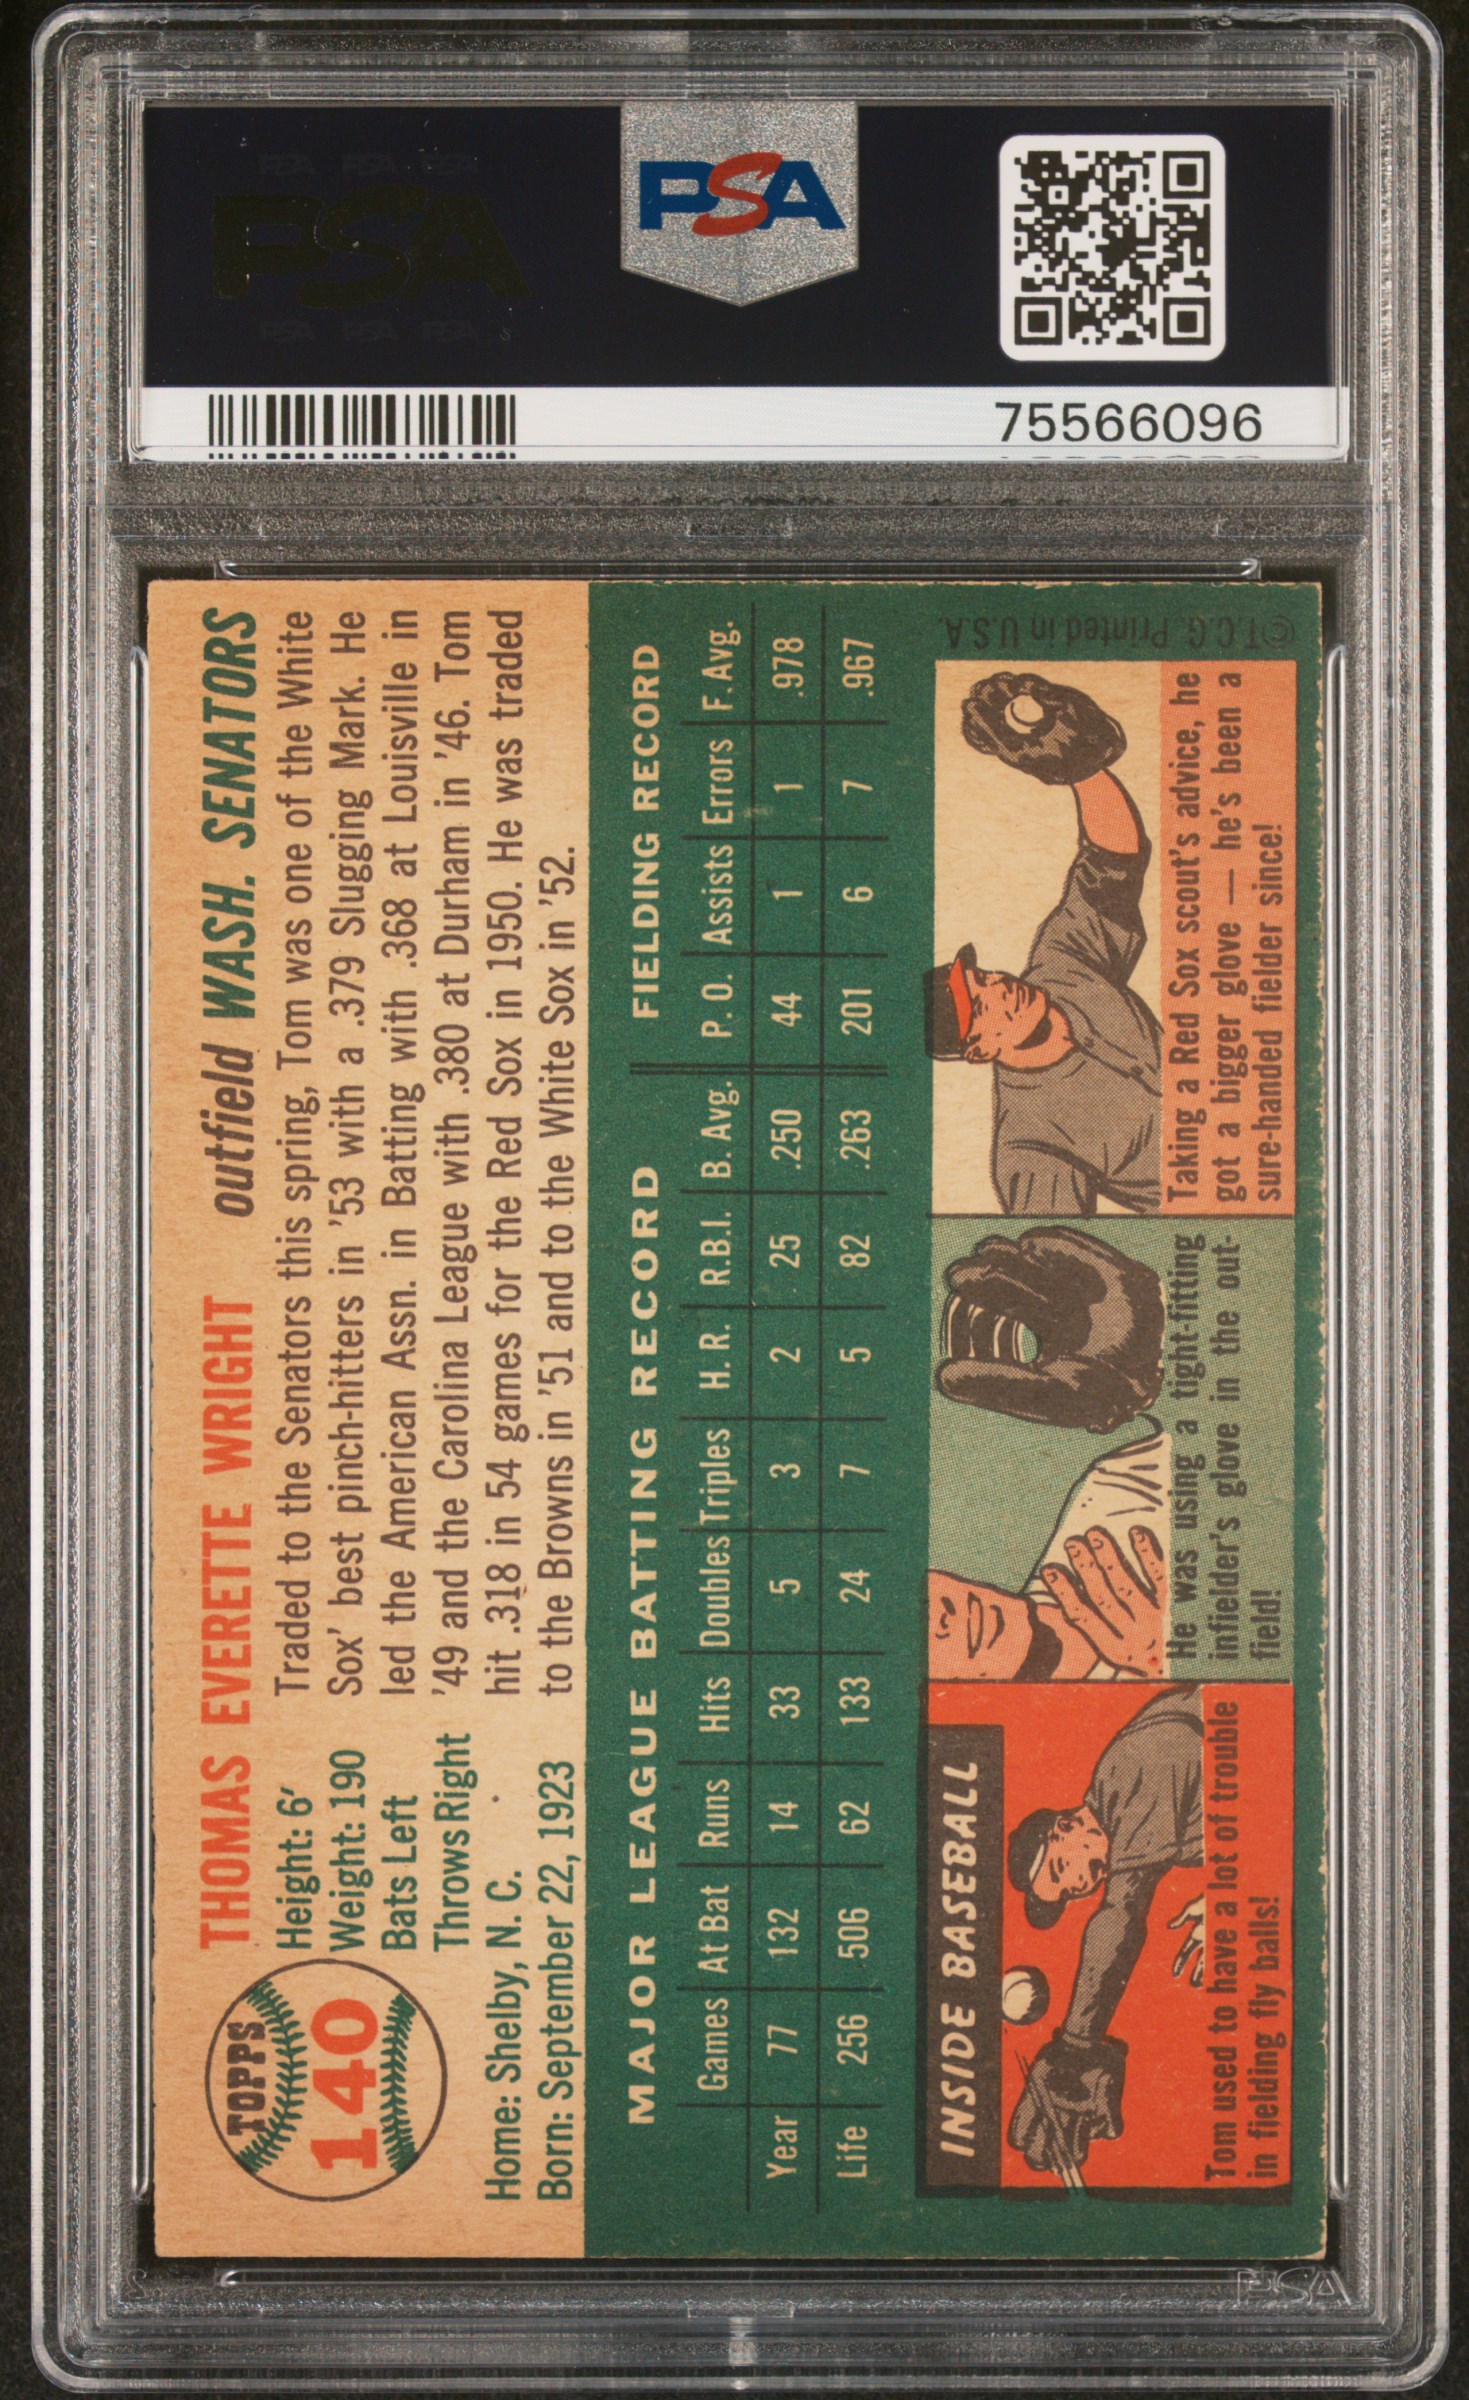 PSA
75566096
TOPPS
140
THOMAS EVERETTE WRIGHT outfield WASH. SENATORS
Height: 6'
Weight: 190
Bats Left
Throws Right
Home: Shelby, N. C.
Born: September 22, 1923
Traded to the Senators this spring, Tom was one of the White
Sox' best pinch-hitters in '53 with a .379 Slugging Mark. He
led the American Assn. in Batting with .368 at Louisville in
'49 and the Carolina League with .380 at Durham in '46. Tom
hit .318 in 54 games for the Red Sox in 1950. He was traded
to the Browns in '51 and to the White Sox in '52.
MAJOR LEAGUE BATTING RECORD FIELDING RECORD
Games At Bat Runs Hits Doubles Triples H. R. R.B.I. B. Avg. P. O. Assists Errors F. Avg.
Year 77 132 14 33 5 3 2 25 .250 44 1 1 .978
Life 256 506 62 133 24 7 5 82 .263 201 6 7 .967
INSIDE BASEBALL
Tom used to have a lot of trouble
in fielding fly balls!
He was using a tight-fitting
infielder's glove in the out-
field!
Taking a Red Sox scout's advice, he
got a bigger glove — he's been a
sure-handed fielder since!
©T.C.G. Printed in U.S.A.
PSA